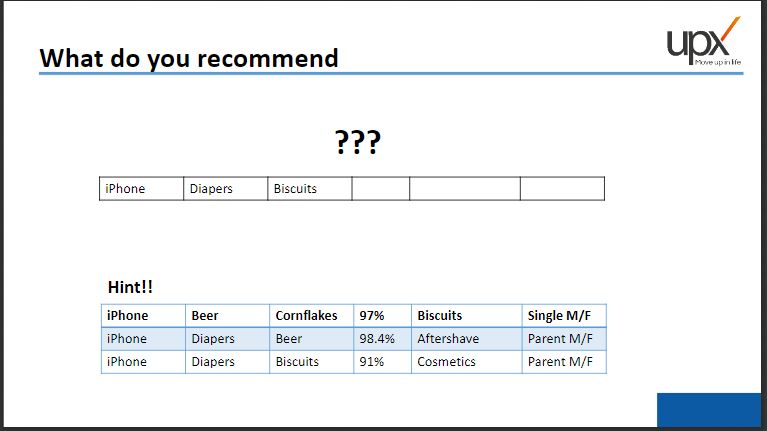 upx
Move up in life
What do you recommend
???
iPhone Diapers Biscuits
Hint!!
iPhone Beer Cornflakes 97% Biscuits Single M/F
iPhone Diapers Beer 98.4% Aftershave Parent M/F
iPhone Diapers Biscuits 91% Cosmetics Parent M/F